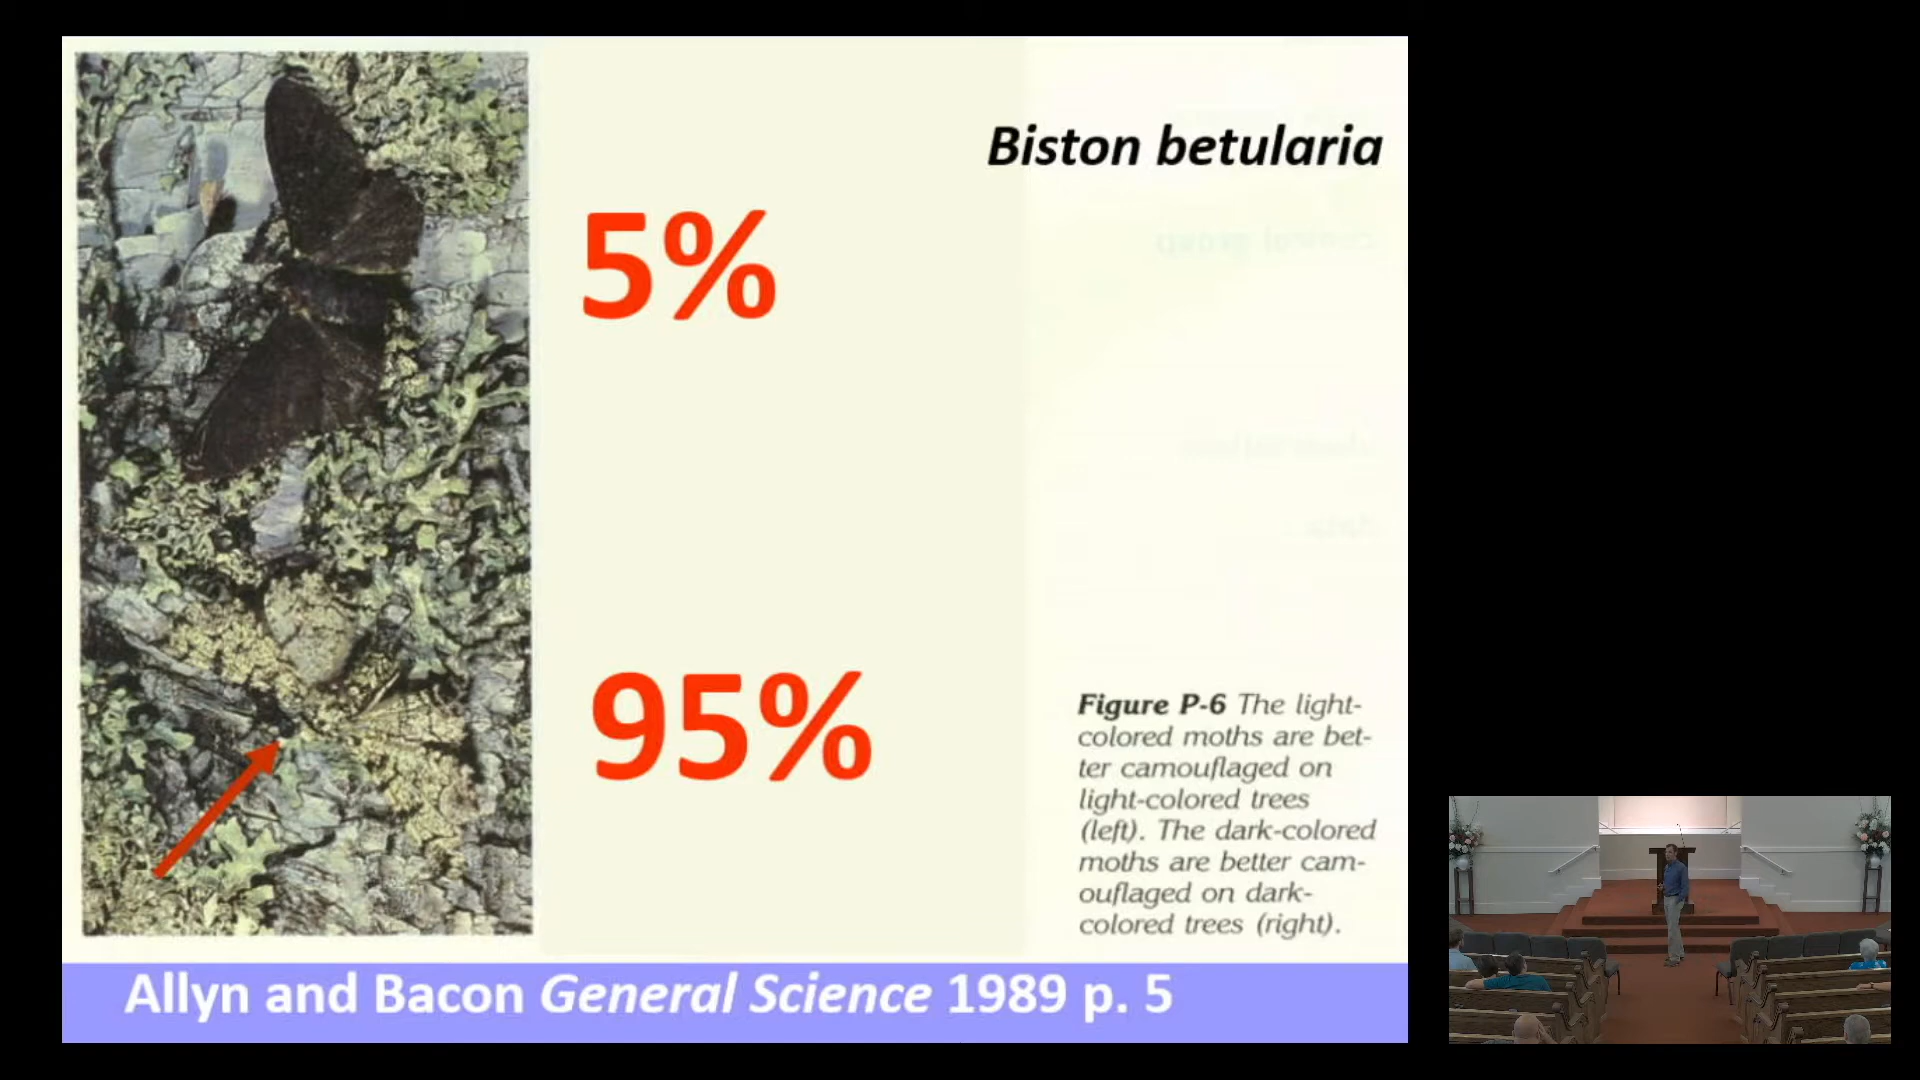 Biston betularia
5%
95%
Figure P-6 The light-
colored moths are bet-
ter camouflaged on
light-colored trees
(left). The dark-colored
moths are better cam-
ouflaged on dark-
colored trees (right).
Allyn and Bacon General Science 1989 p. 5